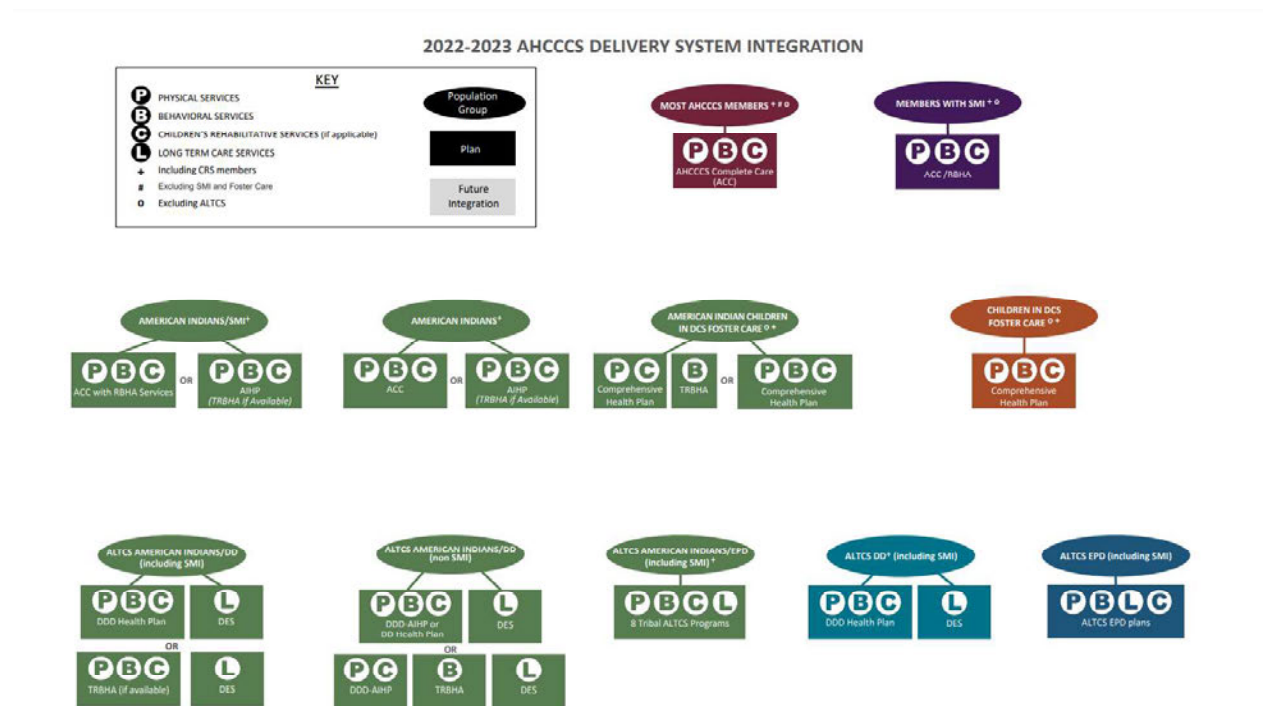 2022-2023 AHCCCS DELIVERY SYSTEM INTEGRATION
KEY
P PHYSICAL SERVICES
B BEHAVIORAL SERVICES
C CHILDREN'S REHABILITATIVE SERVICES (if applicable)
L LONG TERM CARE SERVICES
+ Including CRS members
# Excluding SMI and Foster Care
O Excluding ALTCS
Population
Group
Plan
Future
Integration
MOST AHCCCS MEMBERS + # O
P B C
AHCCCS Complete Care
(ACC)
MEMBERS WITH SMI + O
P B C
ACC /RBHA
AMERICAN INDIANS/SMI+
P B C
ACC with RBHA Services
OR
P B C
AIHP
(TRBHA if Available)
AMERICAN INDIANS+
P B C
ACC
OR
P B C
AIHP
(TRBHA if Available)
AMERICAN INDIAN CHILDREN
IN DCS FOSTER CARE O +
P C
Comprehensive
Health Plan
B
TRBHA
OR
P B C
Comprehensive
Health Plan
CHILDREN IN DCS
FOSTER CARE O +
P B C
Comprehensive
Health Plan
ALTCS AMERICAN INDIANS/DD
(including SMI)
P B C
DDD Health Plan
L
DES
OR
P B C
TRBHA (if available)
L
DES
ALTCS AMERICAN INDIANS/DD
(non SMI)
P B C
DDD-AIHP or
DD Health Plan
L
DES
OR
P C
DDD-AIHP
B
TRBHA
L
DES
ALTCS AMERICAN INDIANS/EPD
(including SMI) +
P B C L
8 Tribal ALTCS Programs
ALTCS DD+ (including SMI)
P B C
DDD Health Plan
L
DES
ALTCS EPD (including SMI)
P B L C
ALTCS EPD plans